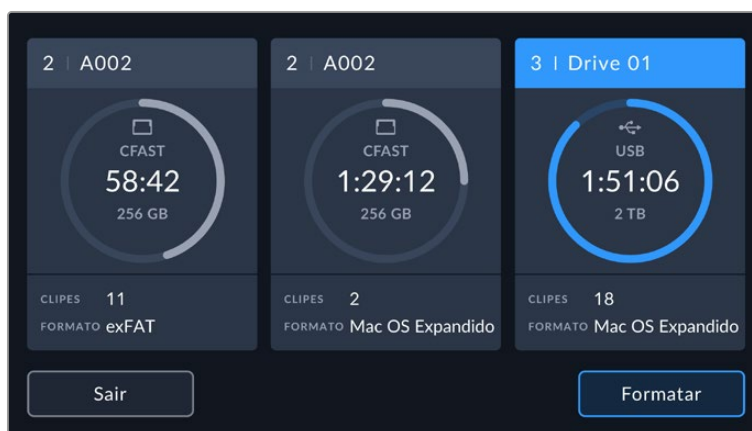 2 | A002
CFAST
58:42
256 GB
CLIPES 11
FORMATO exFAT
2 | A002
CFAST
1:29:12
256 GB
CLIPES 2
FORMATO Mac OS Expandido
3 | Drive 01
USB
1:51:06
2 TB
CLIPES 18
FORMATO Mac OS Expandido
Sair
Formatar